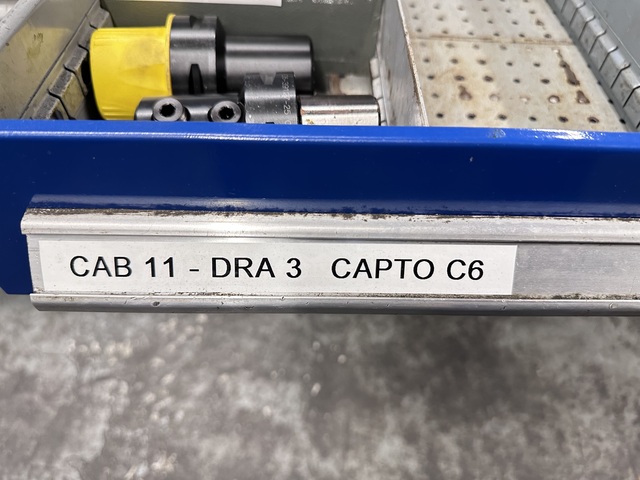 CAB 11 - DRA 3 CAPTO C6